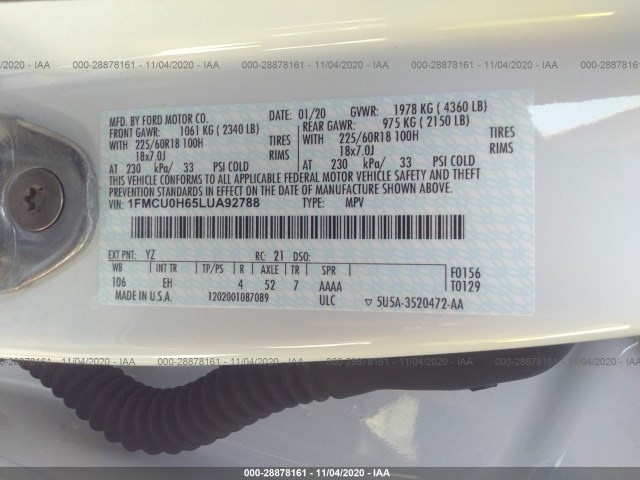 000-28878161 - 11/04/2020 - IAA
000-28878161 - 11/04/2020 - IAA
000-28878161 - 11/04/2020 - IAA
MFD. BY FORD MOTOR CO.
01/20 GVWR: 1978 KG ( 4360 LB)
FRONT GAWR: 1061 KG ( 2340 LB)
REAR GAWR: 975 KG ( 2150 LB)
WITH 225/60R18 100H TIRES
WITH 225/60R18 100H TIRES
18x7.0J RIMS
18x7.0J RIMS
AT 230 kPa/ 33 PSI COLD
AT 230 kPa/ 33 PSI COLD
THIS VEHICLE CONFORMS TO ALL APPLICABLE FEDERAL MOTOR VEHICLE SAFETY AND THEFT
PREVENTION STANDARDS IN EFFECT ON THE DATE OF MANUFACTURE SHOWN ABOVE.
VIN: 1FMCU0H65LUA92788 TYPE: MPV
EXT PNT: YZ RC: 21 DSO:
WB INT TR TP/PS R AXLE TR SPR
106 EH 4 52 7 AAAA
F0156
T0129
MADE IN U.S.A. 1202001087089 ULC ▽ 5U5A-3520472-AA
000-28878161 - 11/04/2020 - IAA
000-28878161 - 11/04/2020 - IAA
000-28878161 - 11/04/2020 - IAA
000-28878161 - 11/04/2020 - IAA